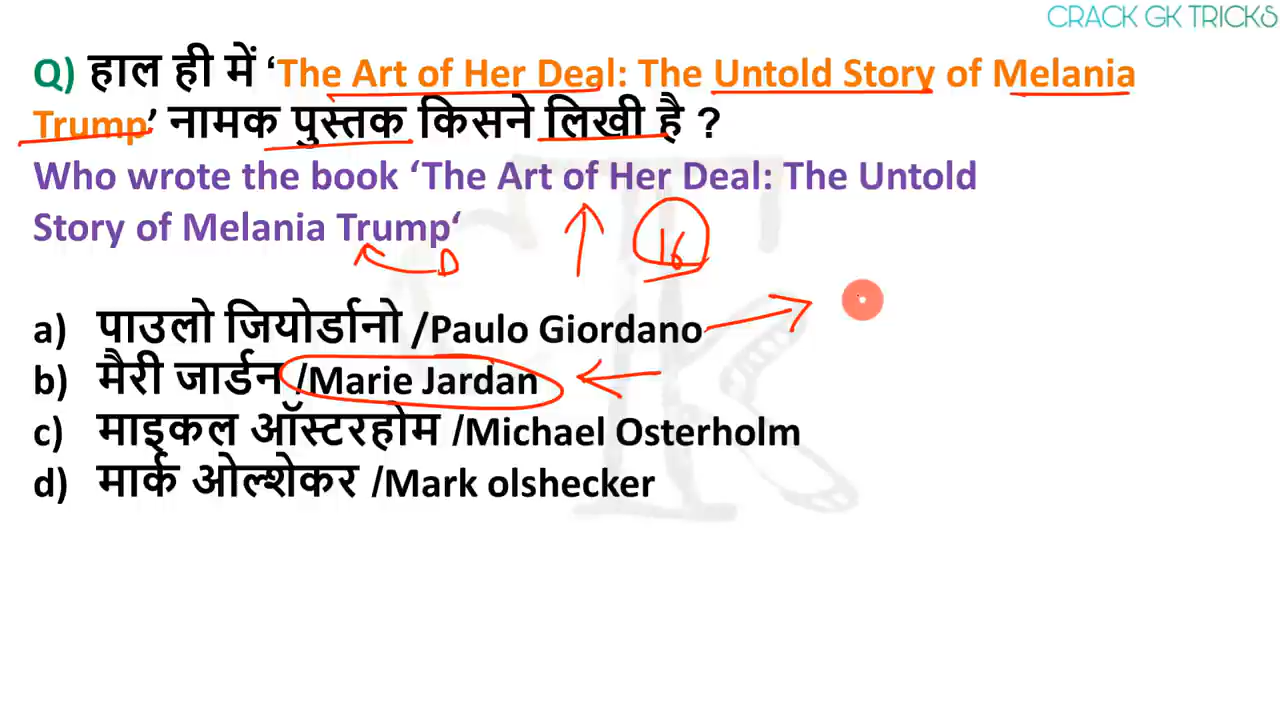 CRACK GK TRICKS
Q) हाल ही में ‘The Art of Her Deal: The Untold Story of Melania
Trump’ नामक पुस्तक किसने लिखी है ?
Who wrote the book ‘The Art of Her Deal: The Untold
Story of Melania Trump‘
D
16
a) पाउलो जियोर्डानो /Paulo Giordano
b) मैरी जार्डन /Marie Jardan
c) माइकल ऑस्टरहोम /Michael Osterholm
d) मार्क ओल्शेकर /Mark olshecker